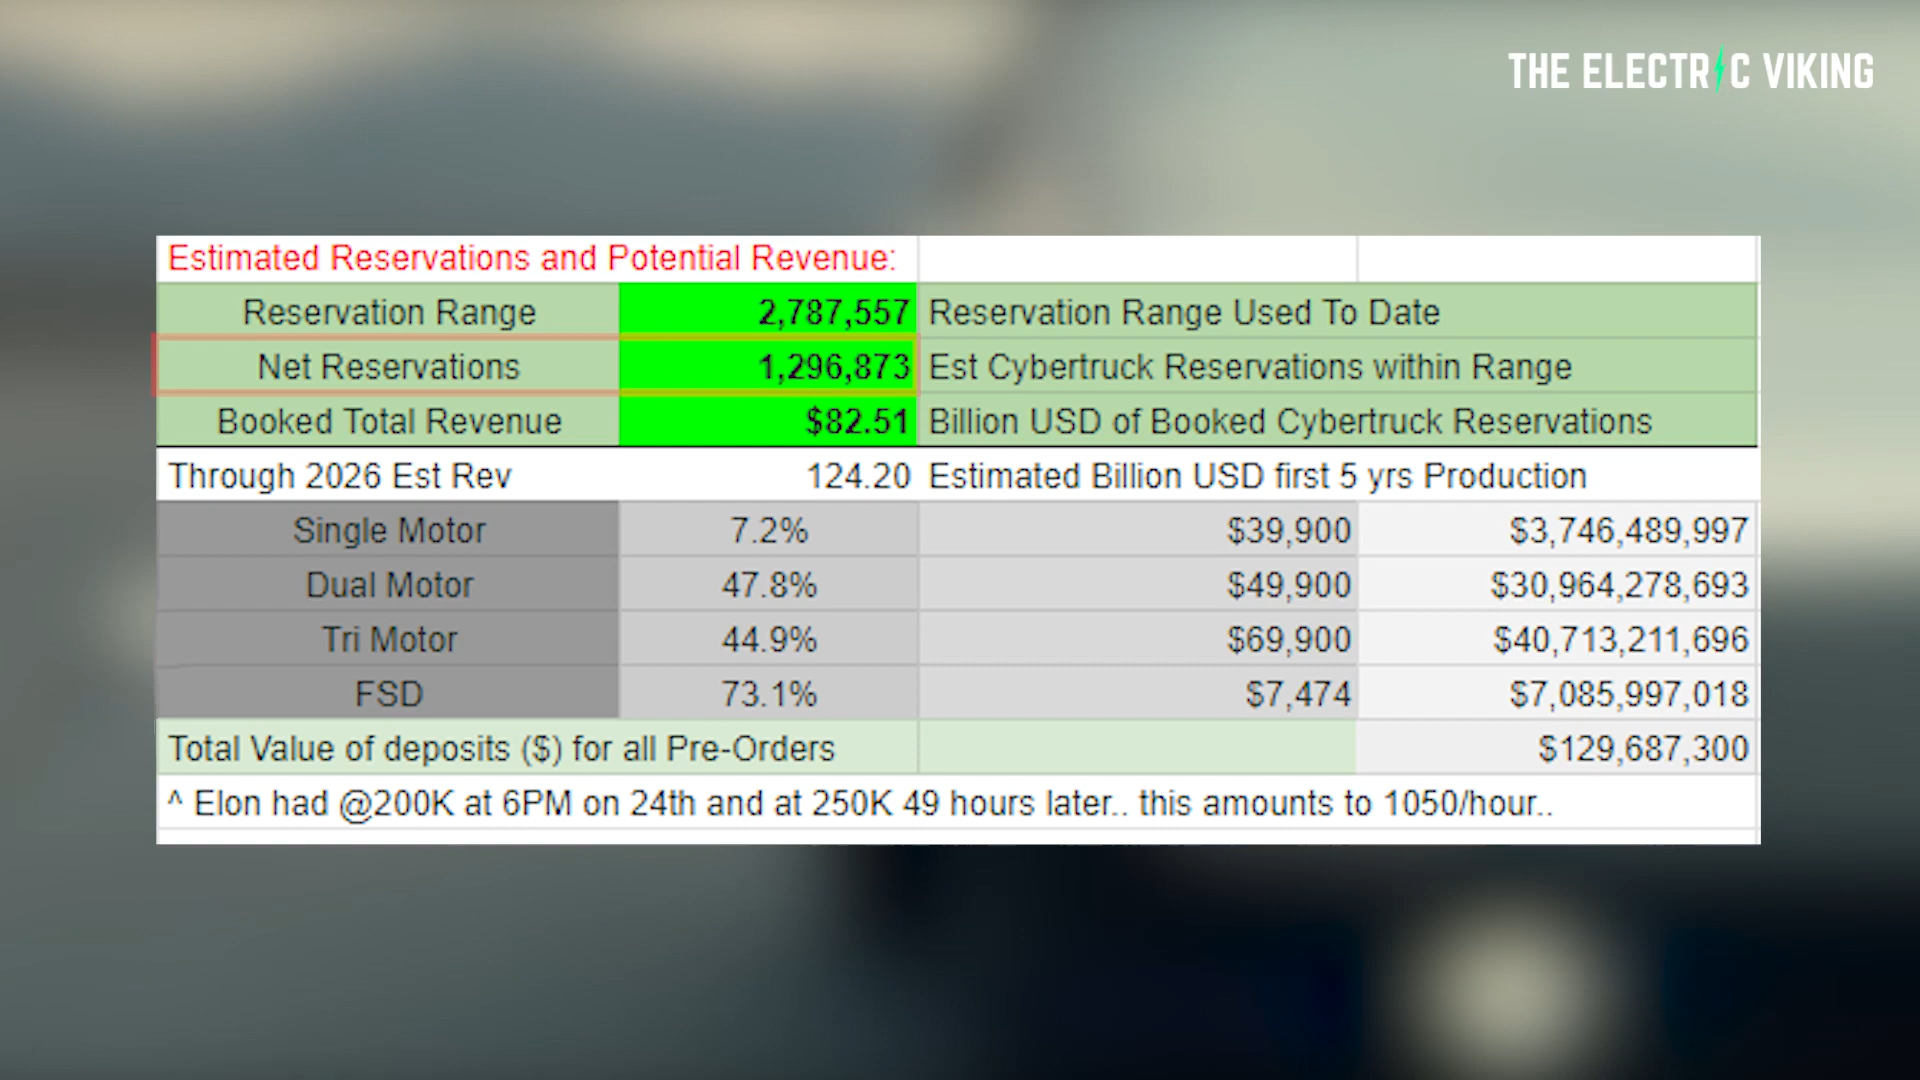 THE ELECTRIC VIKING
Estimated Reservations and Potential Revenue:
Reservation Range 2,787,557 Reservation Range Used To Date
Net Reservations 1,296,873 Est Cybertruck Reservations within Range
Booked Total Revenue $82.51 Billion USD of Booked Cybertruck Reservations
Through 2026 Est Rev 124.20 Estimated Billion USD first 5 yrs Production
Single Motor 7.2% $39,900 $3,746,489,997
Dual Motor 47.8% $49,900 $30,964,278,693
Tri Motor 44.9% $69,900 $40,713,211,696
FSD 73.1% $7,474 $7,085,997,018
Total Value of deposits ($) for all Pre-Orders $129,687,300
^ Elon had @200K at 6PM on 24th and at 250K 49 hours later.. this amounts to 1050/hour..